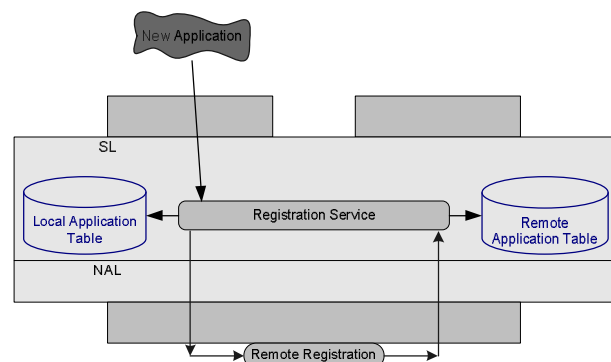 New Application
SL
Local Application
Table
Registration Service
Remote
Application Table
NAL
Remote Registration